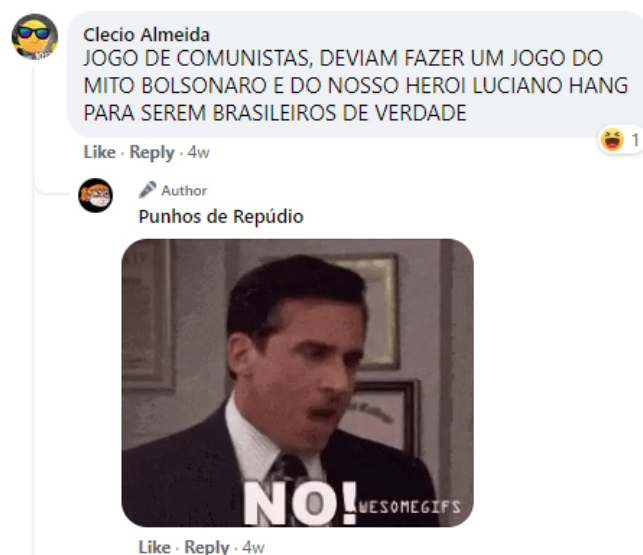 Clecio Almeida
JOGO DE COMUNISTAS, DEVIAM FAZER UM JOGO DO
MITO BOLSONARO E DO NOSSO HEROI LUCIANO HANG
PARA SEREM BRASILEIROS DE VERDADE
1
Like · Reply · 4w
Author
Punhos de Repúdio
NO!
WESOMEGIFS
Like · Reply · 4w